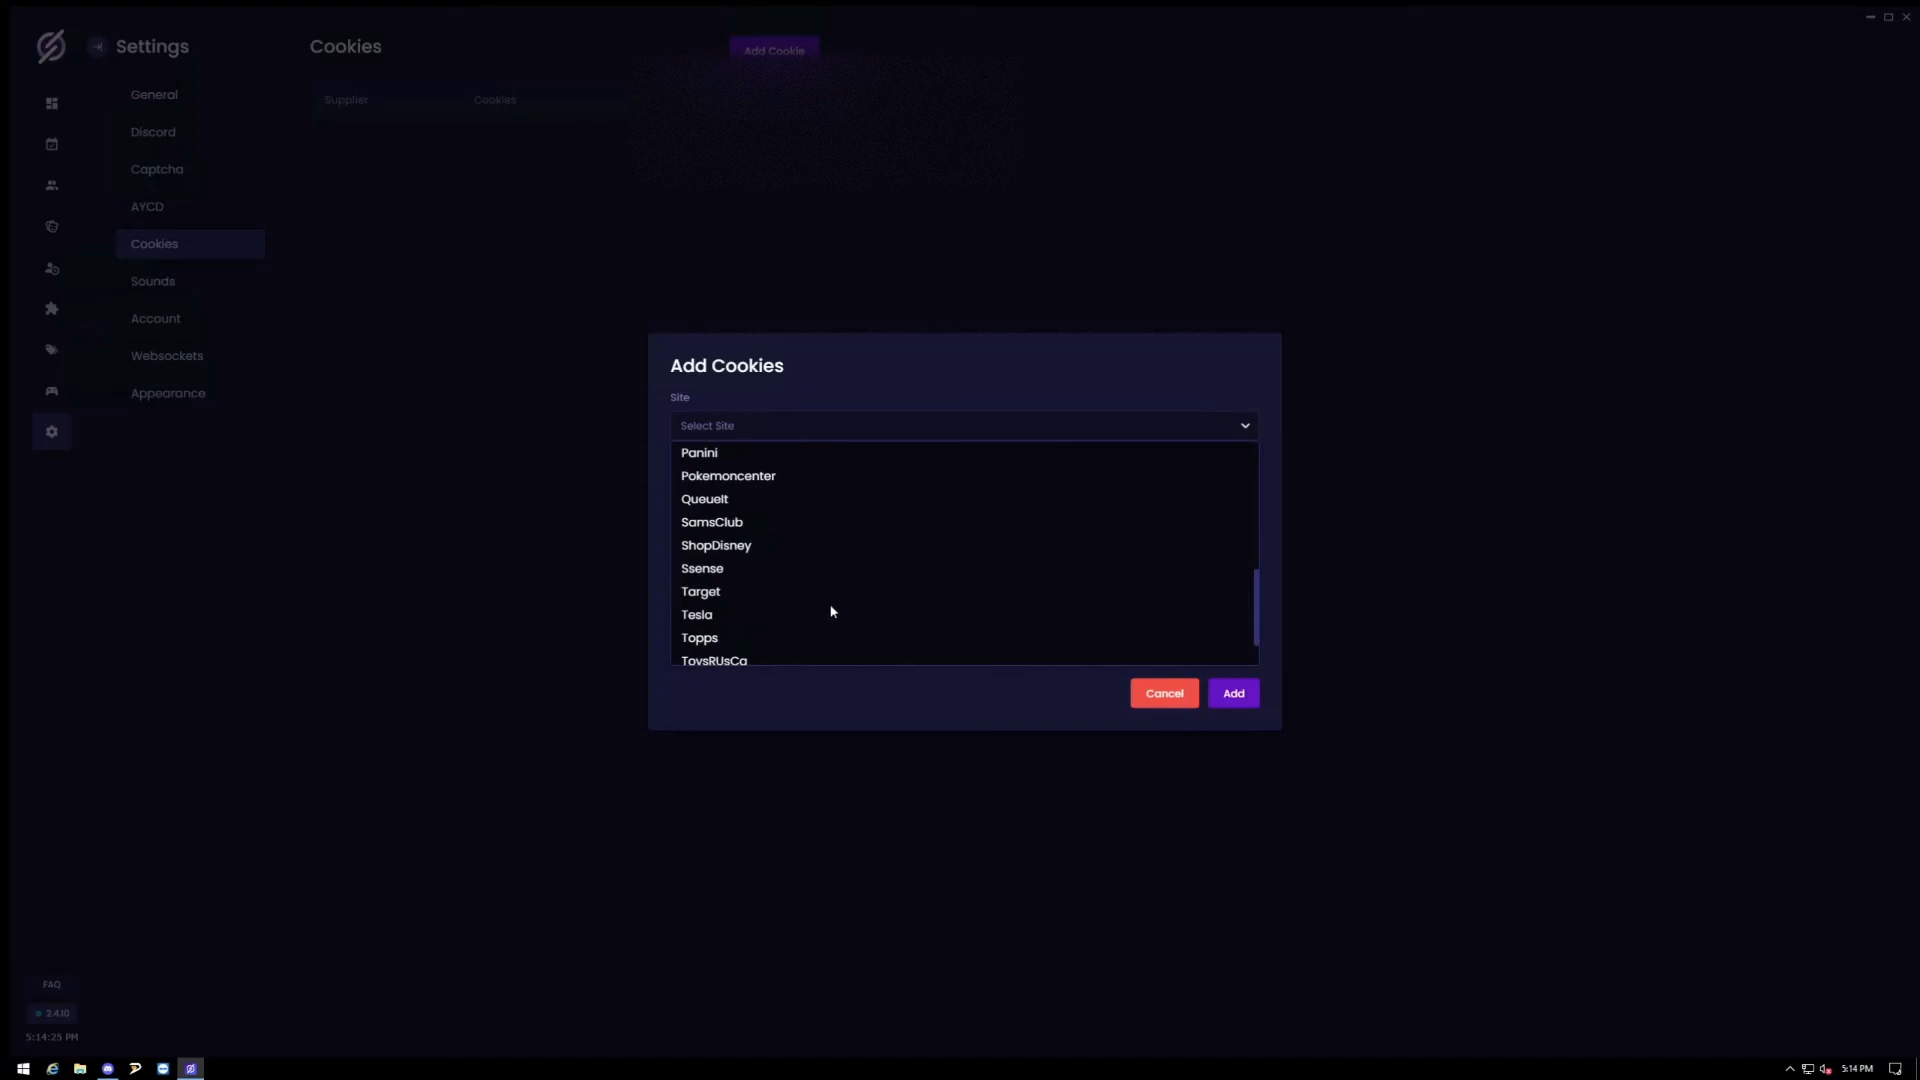 Settings
Cookies
Add Cookie
General
Supplier
Cookies
Discord
Captcha
AYCD
Cookies
Sounds
Account
Websockets
Appearance
Add Cookies
Site
Select Site
Panini
Pokemoncenter
QueueIt
SamsClub
ShopDisney
Ssense
Target
Tesla
Topps
ToysRUsCa
Cancel
Add
FAQ
2.4.10
5:14:25 PM
5:14 PM